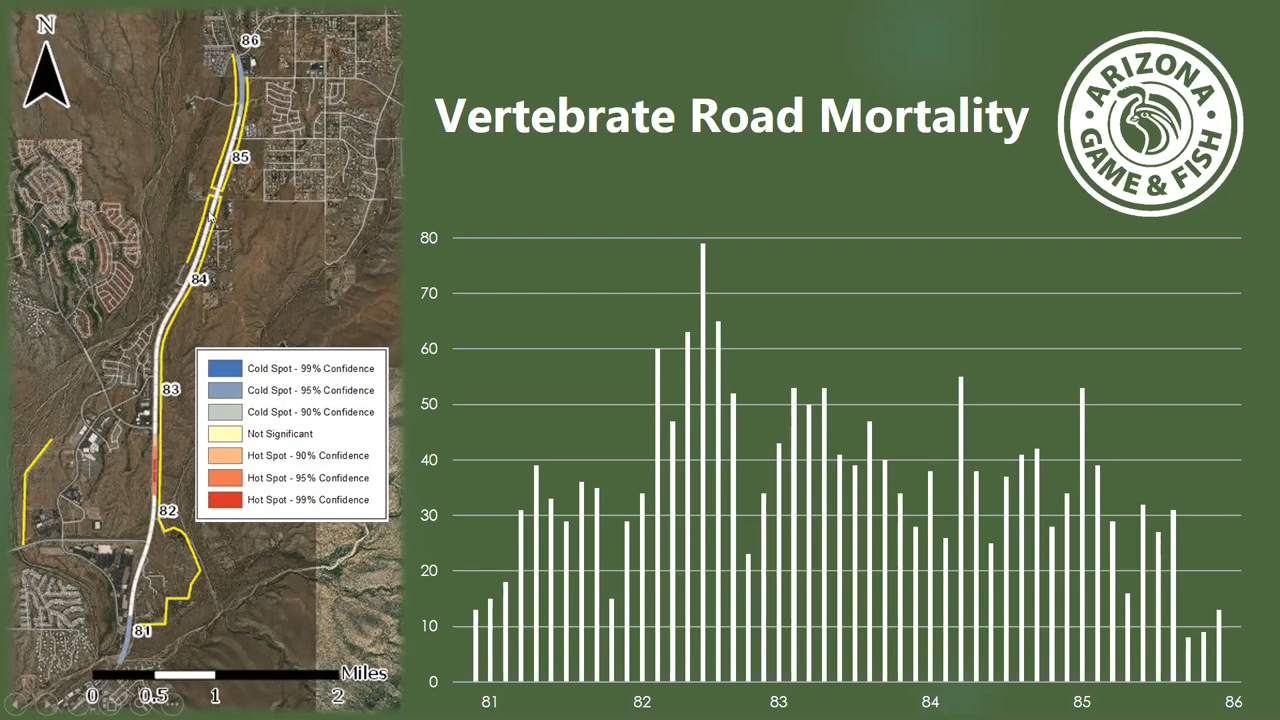 N
86
85
84
83
82
81
Cold Spot - 99% Confidence
Cold Spot - 95% Confidence
Cold Spot - 90% Confidence
Not Significant
Hot Spot - 90% Confidence
Hot Spot - 95% Confidence
Hot Spot - 99% Confidence
Miles
0 0.5 1 2
Vertebrate Road Mortality
ARIZONA
GAME & FISH
80
70
60
50
40
30
20
10
0
81 82 83 84 85 86